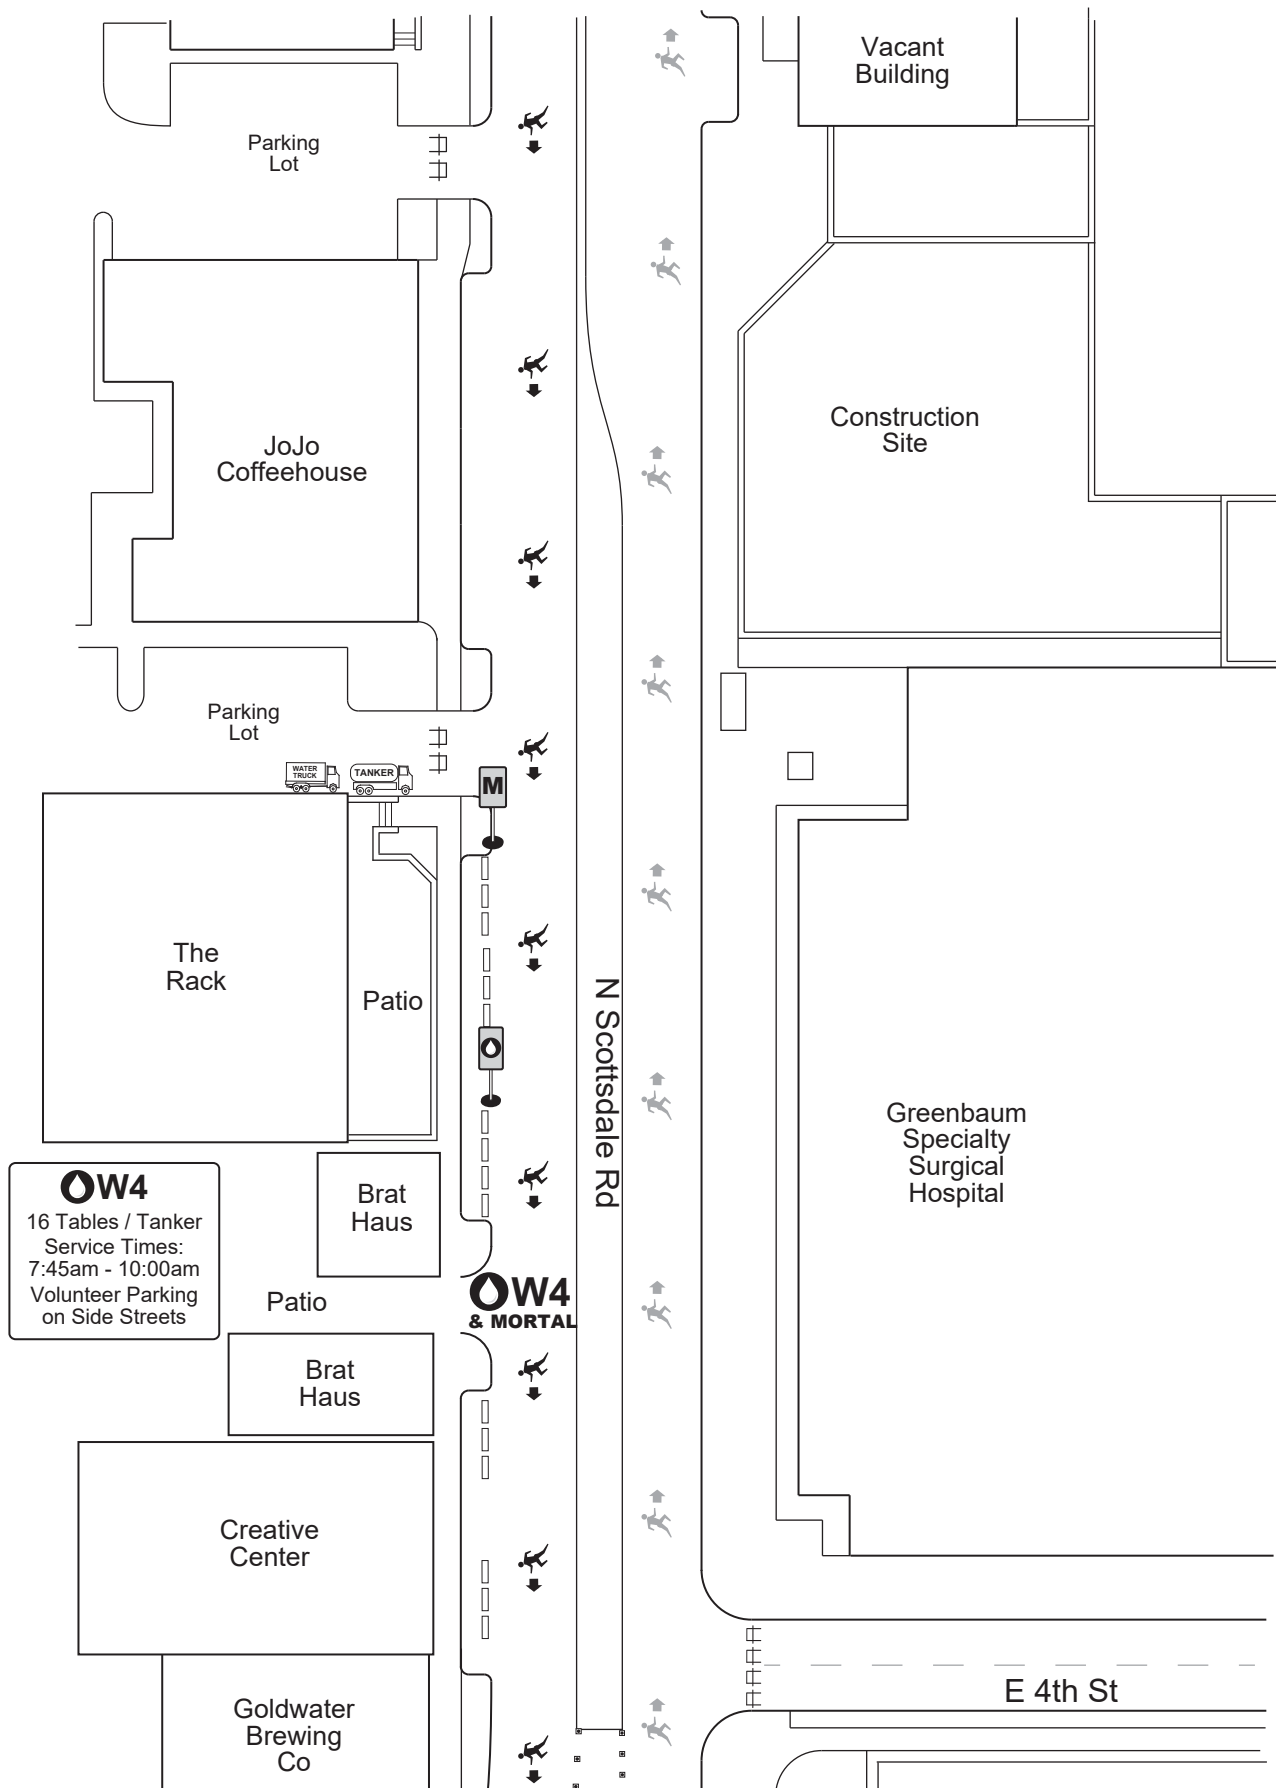 Vacant
Building
Parking
Lot
Construction
Site
JoJo
Coffeehouse
Parking
Lot
WATER
TRUCK
TANKER
M
The
Rack
Patio
N Scottsdale Rd
Greenbaum
Specialty
Surgical
Hospital
W4
16 Tables / Tanker
Service Times:
7:45am - 10:00am
Volunteer Parking
on Side Streets
Brat
Haus
W4
& MORTAL
Patio
Brat
Haus
Creative
Center
E 4th St
Goldwater
Brewing
Co